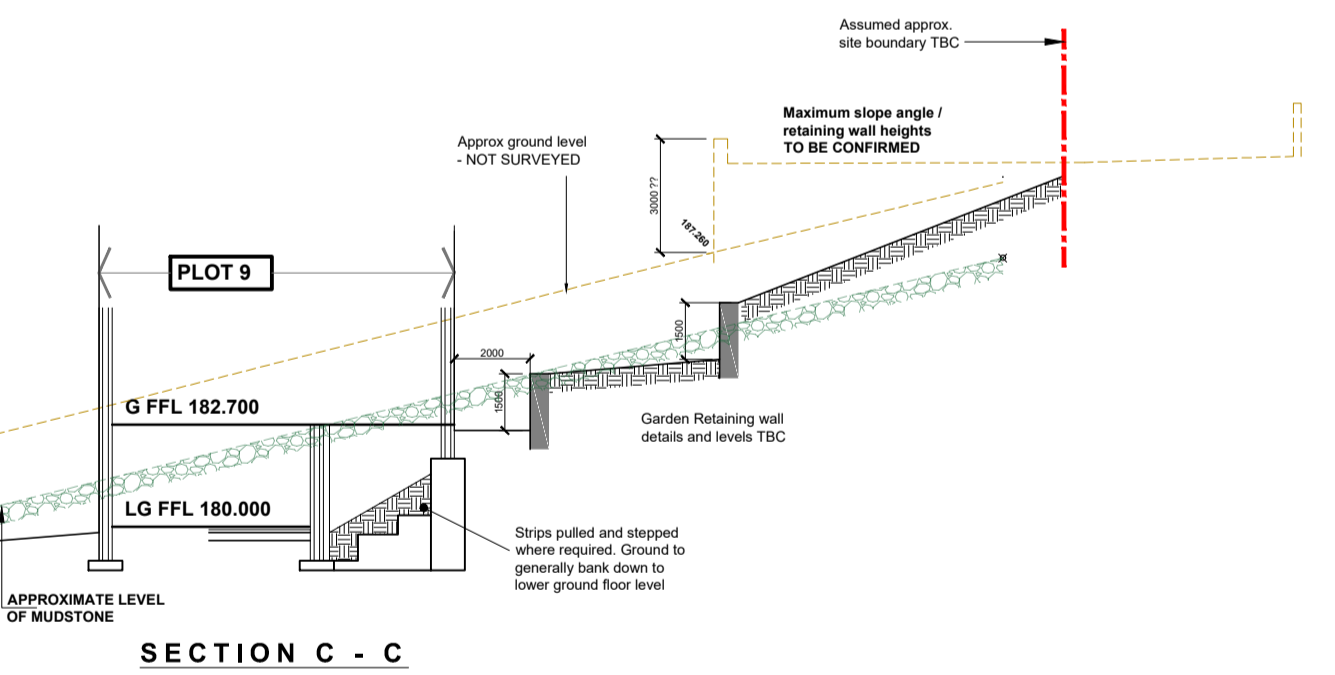 Assumed approx.
site boundary TBC
Maximum slope angle /
retaining wall heights
TO BE CONFIRMED
Approx ground level
- NOT SURVEYED
3000 ??
187.260
PLOT 9
1500
2000
1500
G FFL 182.700
Garden Retaining wall
details and levels TBC
LG FFL 180.000
Strips pulled and stepped
where required. Ground to
generally bank down to
lower ground floor level
APPROXIMATE LEVEL
OF MUDSTONE
SECTION C - C